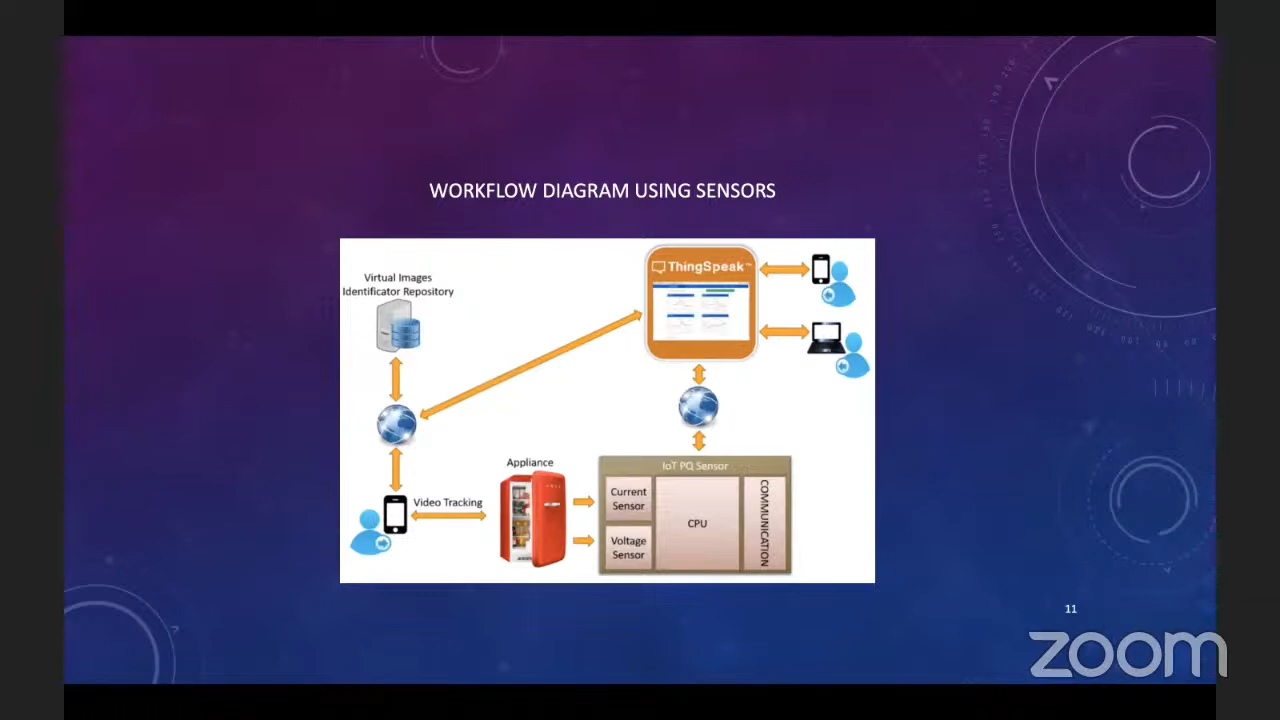 WORKFLOW DIAGRAM USING SENSORS
Virtual Images
Identificator Repository
ThingSpeak™
Appliance
Video Tracking
IoT PQ Sensor
Current
Sensor
Voltage
Sensor
CPU
COMMUNICATION
11
zoom